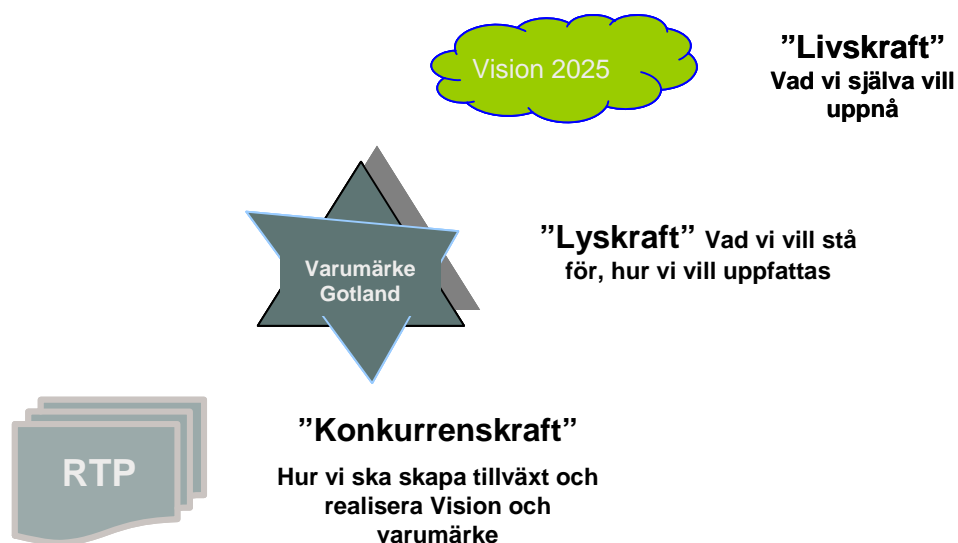 Vision 2025
”Livskraft”
Vad vi själva vill
uppnå
Varumärke
Gotland
”Lyskraft” Vad vi vill stå
för, hur vi vill uppfattas
RTP
”Konkurrenskraft”
Hur vi ska skapa tillväxt och
realisera Vision och
varumärke